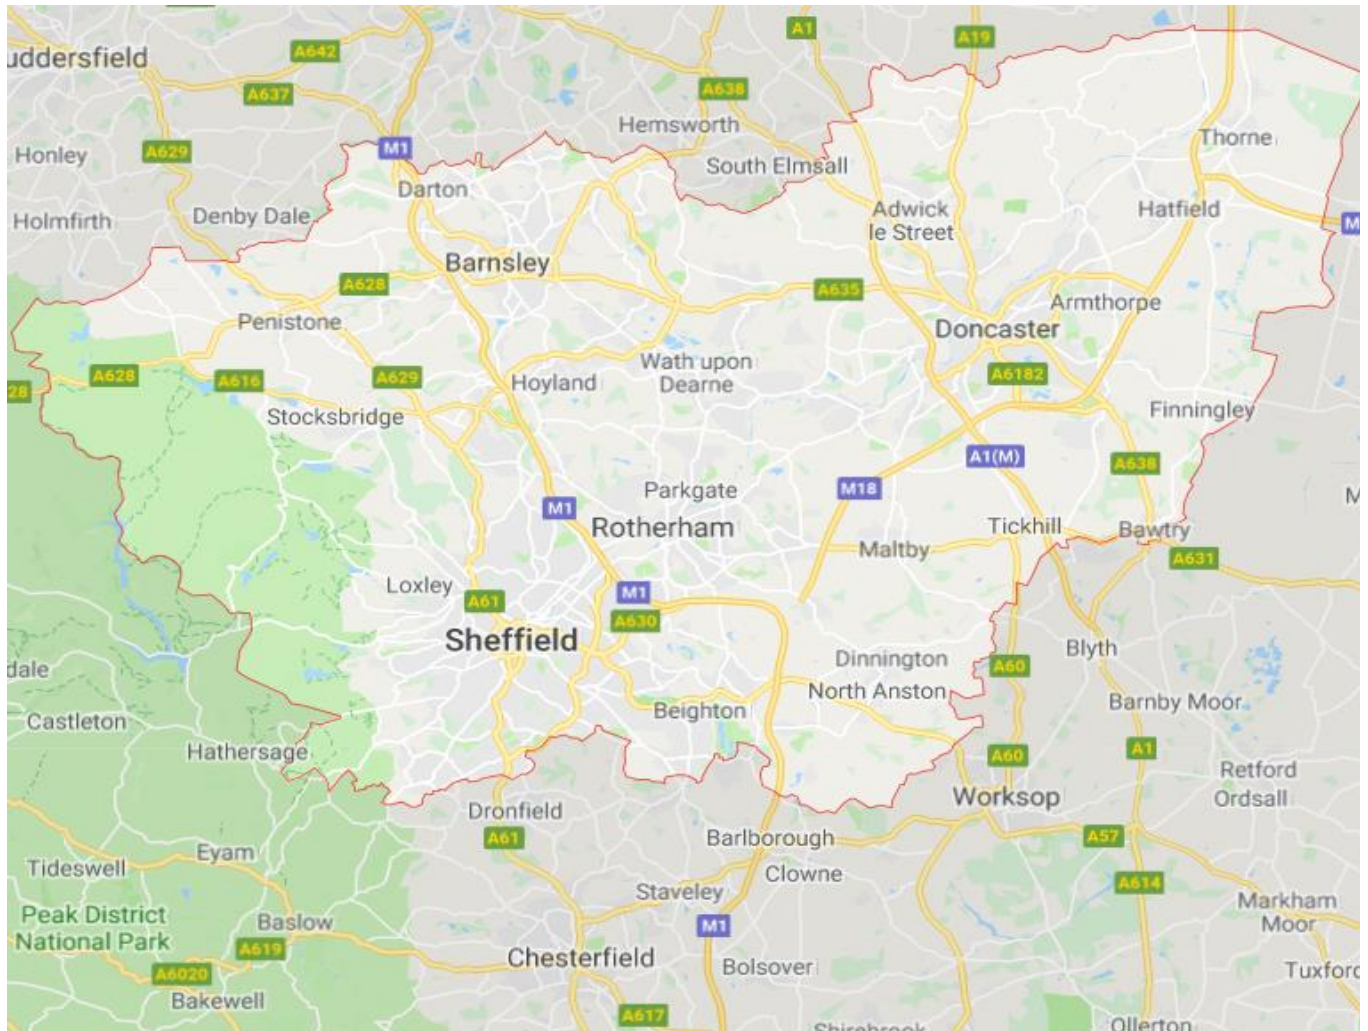 A642
A1
A19
uddersfield
A637
A638
Hemsworth
A629
M1
Honley
Thorne
South Elmsall
Darton
Denby Dale
Holmfirth
Adwick
le Street
Hatfield
M
Barnsley
A628
A635
Armthorpe
Penistone
Doncaster
Wath upon
Dearne
A628
A616
A629
Hoyland
A6182
28
Stocksbridge
Finningley
A1(M)
A638
Parkgate
M18
M
M1
Rotherham
Tickhill
Bawtry
Maltby
A631
Loxley
M1
A61
A630
Sheffield
Blyth
dale
Dinnington
A60
North Anston
Barnby Moor
Castleton
Beighton
Hathersage
A60
A1
Retford
Ordsall
Worksop
Dronfield
A61
Barlborough
A57
Eyam
Tideswell
Clowne
Staveley
A614
Markham
Moor
Peak District
National Park
Baslow
M1
A619
Chesterfield
Bolsover
A6020
Tuxford
Bakewell
A617
Shirebrook
Ollerton